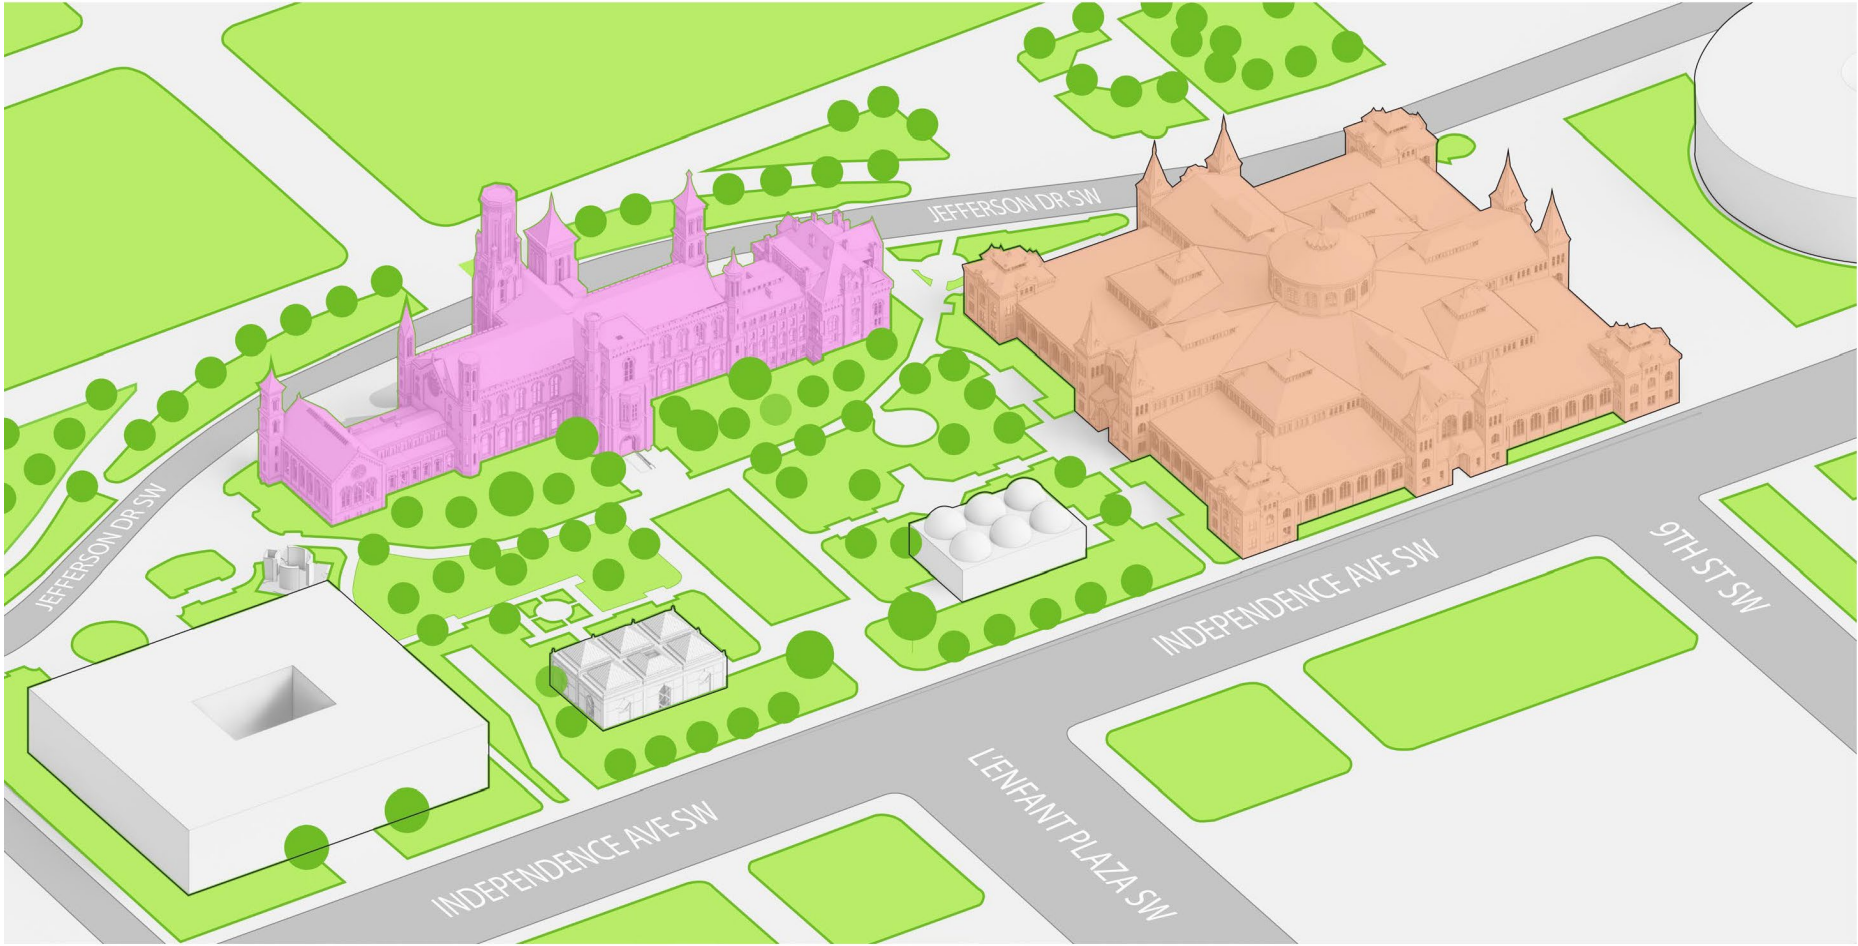 JEFFERSON DR SW
JEFFERSON DR SW
INDEPENDENCE AVE SW
9TH ST SW
INDEPENDENCE AVE SW
L'ENFANT PLAZA SW